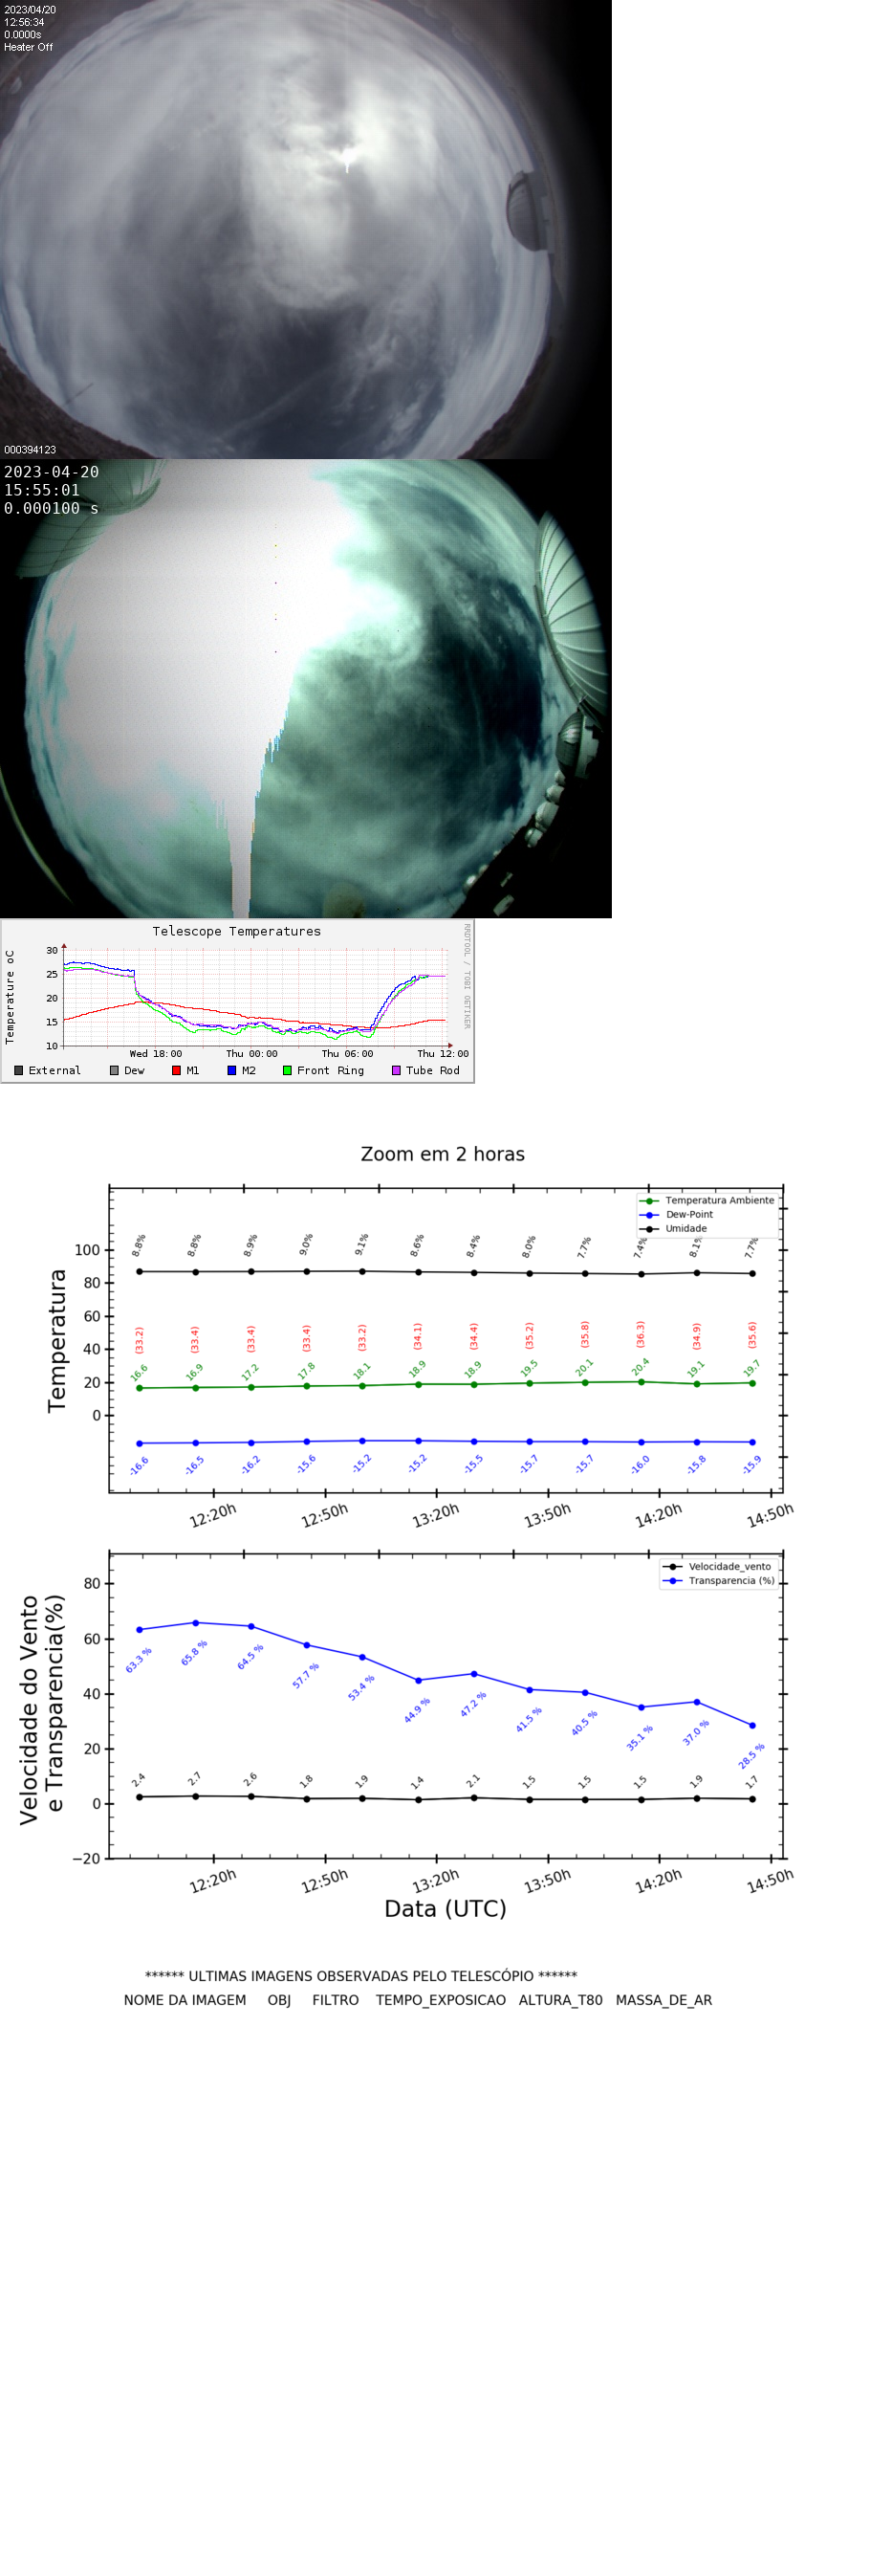 2023/04/20
12:56:34
0.0000s
Heater Off
000394123
2023-04-20
15:55:01
0.000100 s
Telescope Temperatures
RRDTOOL / TOBI OETIKER
Temperature oC
30
25
20
15
10
Wed 18:00 Thu 00:00 Thu 06:00 Thu 12:00
External Dew M1 M2 Front Ring Tube Rod
Zoom em 2 horas
Temperatura Ambiente
Dew-Point
Umidade
Temperatura
100
80
60
40
20
0
8.8% 8.8% 8.9% 9.0% 9.1% 8.6% 8.4% 8.0% 7.7% 7.4% 8.1% 7.7%
(33.2) (33.4) (33.4) (33.4) (33.2) (34.1) (34.4) (35.2) (35.8) (36.3) (34.9) (35.6)
16.6 16.9 17.2 17.8 18.1 18.9 18.9 19.5 20.1 20.4 19.1 19.7
-16.6 -16.5 -16.2 -15.6 -15.2 -15.2 -15.5 -15.7 -15.7 -16.0 -15.8 -15.9
12:20h 12:50h 13:20h 13:50h 14:20h 14:50h
Velocidade_vento
Transparencia (%)
Velocidade do Vento
e Transparencia(%)
80
60
40
20
0
−20
63.3 % 65.8 % 64.5 % 57.7 % 53.4 % 44.9 % 47.2 % 41.5 % 40.5 % 35.1 % 37.0 % 28.5 %
2.4 2.7 2.6 1.8 1.9 1.4 2.1 1.5 1.5 1.5 1.9 1.7
12:20h 12:50h 13:20h 13:50h 14:20h 14:50h
Data (UTC)
****** ULTIMAS IMAGENS OBSERVADAS PELO TELESCÓPIO ******
NOME DA IMAGEM OBJ FILTRO TEMPO_EXPOSICAO ALTURA_T80 MASSA_DE_AR